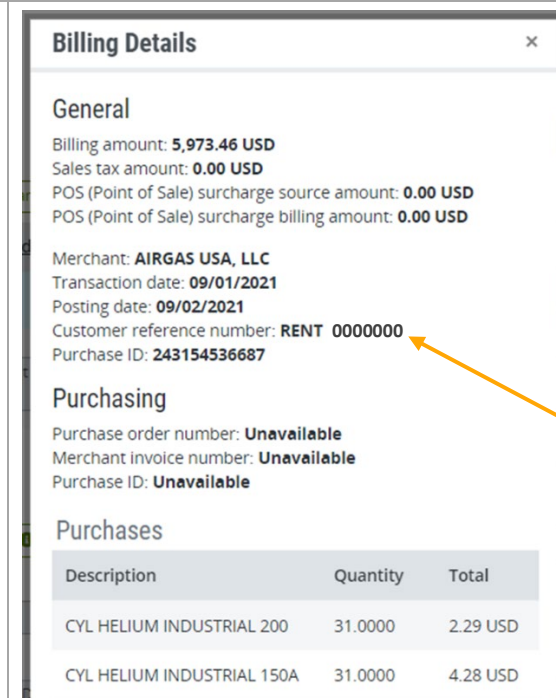 Billing Details ×
General
Billing amount: 5,973.46 USD
Sales tax amount: 0.00 USD
POS (Point of Sale) surcharge source amount: 0.00 USD
POS (Point of Sale) surcharge billing amount: 0.00 USD
Merchant: AIRGAS USA, LLC
Transaction date: 09/01/2021
Posting date: 09/02/2021
Customer reference number: RENT 0000000
Purchase ID: 243154536687
Purchasing
Purchase order number: Unavailable
Merchant invoice number: Unavailable
Purchase ID: Unavailable
Purchases
Description Quantity Total
CYL HELIUM INDUSTRIAL 200 31.0000 2.29 USD
CYL HELIUM INDUSTRIAL 150A 31.0000 4.28 USD